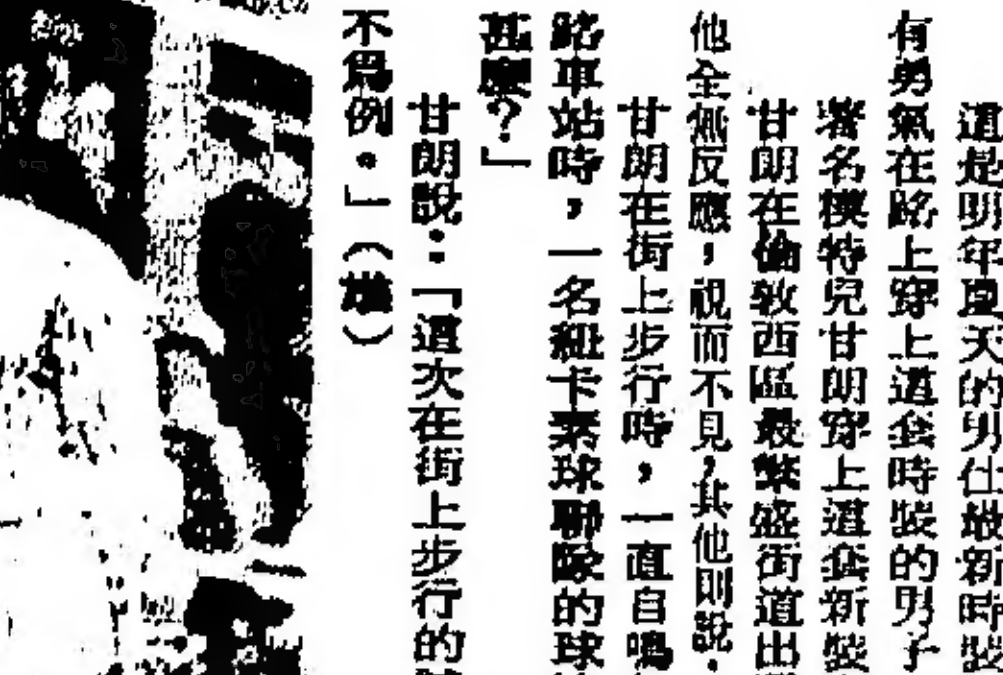 這是明年夏天的男仕最新時裝
有勇氣在路上穿上這套時裝的男子
著名模特兒甘朗穿上這套新裝
甘朗在倫敦西區最繁盛街道出
他全無反應，視而不見，其他則說
甘朗在街上步行時，一直自鳴
路車站時，一名紐卡素球聯隊的球
甚麼？」
甘朗說：「這次在街上步行的
不爲例。」（雄）